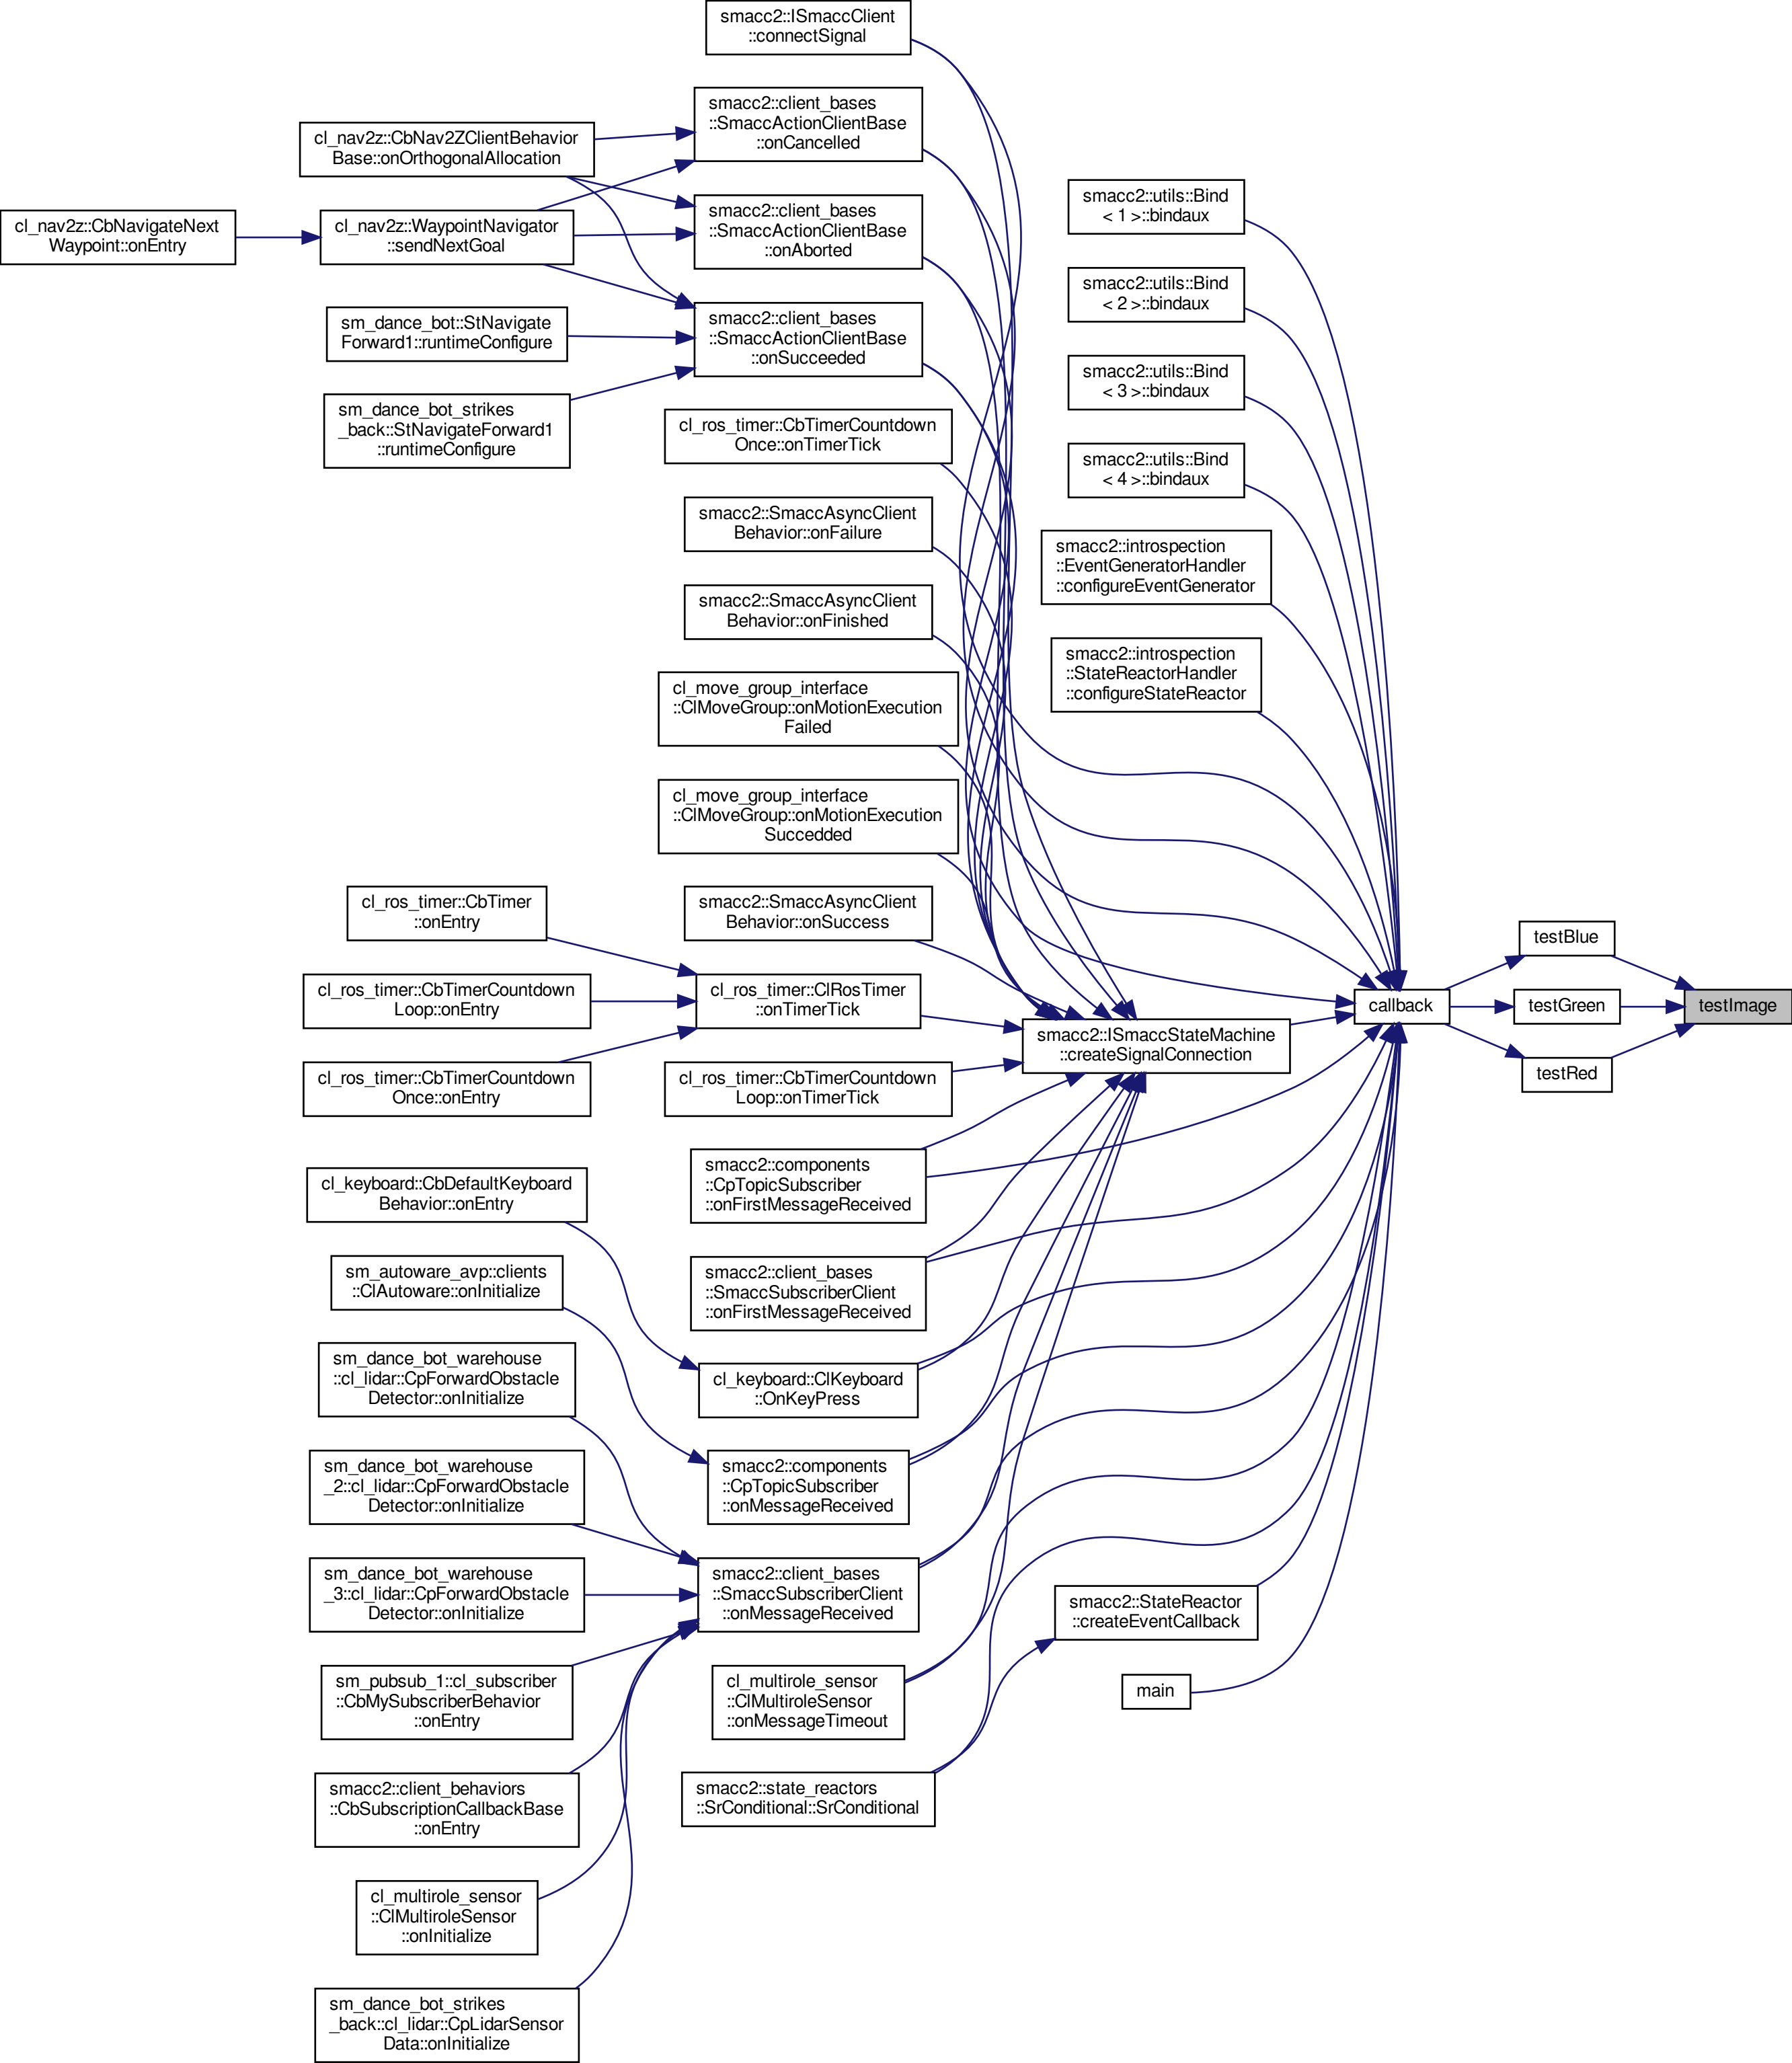 smacc2::ISmaccClient
::connectSignal
smacc2::client_bases
::SmaccActionClientBase
::onCancelled
cl_nav2z::CbNav2ZClientBehavior
Base::onOrthogonalAllocation
smacc2::client_bases
::SmaccActionClientBase
::onAborted
cl_nav2z::CbNavigateNext
Waypoint::onEntry
cl_nav2z::WaypointNavigator
::sendNextGoal
smacc2::client_bases
::SmaccActionClientBase
::onSucceeded
sm_dance_bot::StNavigate
Forward1::runtimeConfigure
sm_dance_bot_strikes
_back::StNavigateForward1
::runtimeConfigure
cl_ros_timer::CbTimerCountdown
Once::onTimerTick
smacc2::SmaccAsyncClient
Behavior::onFailure
smacc2::SmaccAsyncClient
Behavior::onFinished
cl_move_group_interface
::ClMoveGroup::onMotionExecution
Failed
cl_move_group_interface
::ClMoveGroup::onMotionExecution
Succedded
smacc2::SmaccAsyncClient
Behavior::onSuccess
cl_ros_timer::CbTimer
::onEntry
cl_ros_timer::CbTimerCountdown
Loop::onEntry
cl_ros_timer::CbTimerCountdown
Once::onEntry
cl_ros_timer::ClRosTimer
::onTimerTick
cl_ros_timer::CbTimerCountdown
Loop::onTimerTick
smacc2::components
::CpTopicSubscriber
::onFirstMessageReceived
smacc2::client_bases
::SmaccSubscriberClient
::onFirstMessageReceived
cl_keyboard::CbDefaultKeyboard
Behavior::onEntry
cl_keyboard::ClKeyboard
::OnKeyPress
sm_autoware_avp::clients
::ClAutoware::onInitialize
smacc2::components
::CpTopicSubscriber
::onMessageReceived
sm_dance_bot_warehouse
::cl_lidar::CpForwardObstacle
Detector::onInitialize
sm_dance_bot_warehouse
_2::cl_lidar::CpForwardObstacle
Detector::onInitialize
sm_dance_bot_warehouse
_3::cl_lidar::CpForwardObstacle
Detector::onInitialize
smacc2::client_bases
::SmaccSubscriberClient
::onMessageReceived
sm_pubsub_1::cl_subscriber
::CbMySubscriberBehavior
::onEntry
smacc2::client_behaviors
::CbSubscriptionCallbackBase
::onEntry
cl_multirole_sensor
::ClMultiroleSensor
::onInitialize
sm_dance_bot_strikes
_back::cl_lidar::CpLidarSensor
Data::onInitialize
cl_multirole_sensor
::ClMultiroleSensor
::onMessageTimeout
smacc2::state_reactors
::SrConditional::SrConditional
smacc2::utils::Bind
< 1 >::bindaux
smacc2::utils::Bind
< 2 >::bindaux
smacc2::utils::Bind
< 3 >::bindaux
smacc2::utils::Bind
< 4 >::bindaux
smacc2::introspection
::EventGeneratorHandler
::configureEventGenerator
smacc2::introspection
::StateReactorHandler
::configureStateReactor
smacc2::ISmaccStateMachine
::createSignalConnection
smacc2::StateReactor
::createEventCallback
main
callback
testBlue
testGreen
testRed
testImage